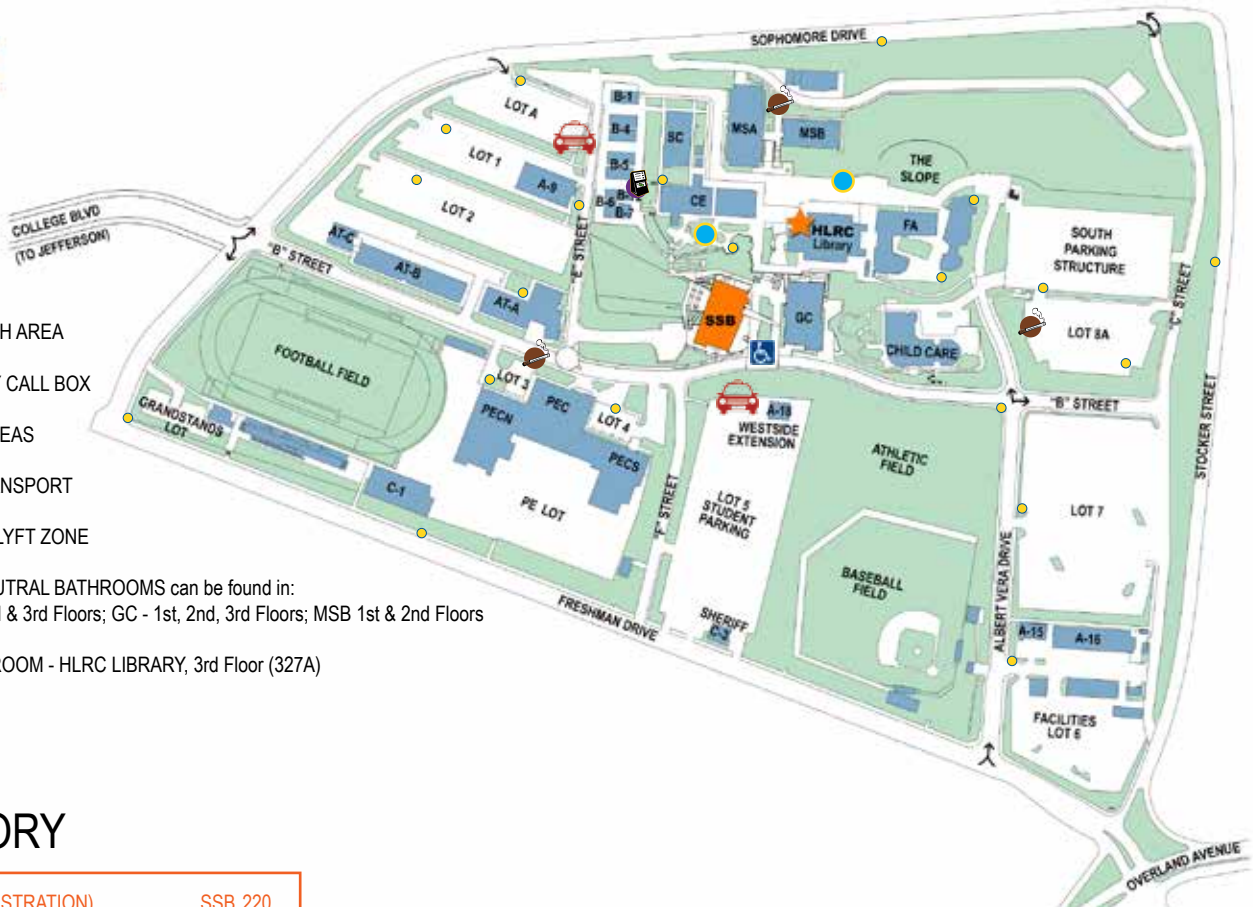 SOPHOMORE DRIVE
LOT A
B-1
B-4
SC
MSA
MSB
LOT 1
A-9
B-5
THE
SLOPE
B-6
B-7
CE
LOT 2
COLLEGE BLVD
(TO JEFFERSON)
HLRC
Library
FA
SOUTH
PARKING
STRUCTURE
AT-C
"B" STREET
AT-B
"E" STREET
AT-A
SSB
GC
"C" STREET
LOT 8A
CHILD CARE
H AREA
CALL BOX
EAS
NSPORT
LYFT ZONE
UTRAL BATHROOMS can be found in:
& 3rd Floors; GC - 1st, 2nd, 3rd Floors; MSB 1st & 2nd Floors
ROOM - HLRC LIBRARY, 3rd Floor (327A)
FOOTBALL FIELD
LOT 3
PEC
PECN
LOT 4
PECS
GRANDSTANDS
LOT
C-1
PE LOT
A-18
WESTSIDE
EXTENSION
"B" STREET
STOCKER STREET
ATHLETIC
FIELD
"F" STREET
LOT 5
STUDENT
PARKING
LOT 7
BASEBALL
FIELD
ALBERT VERA DRIVE
FRESHMAN DRIVE
SHERIFF
C-3
A-15
A-16
FACILITIES
LOT 6
OVERLAND AVENUE
ORY
STRATION)
SSB 220